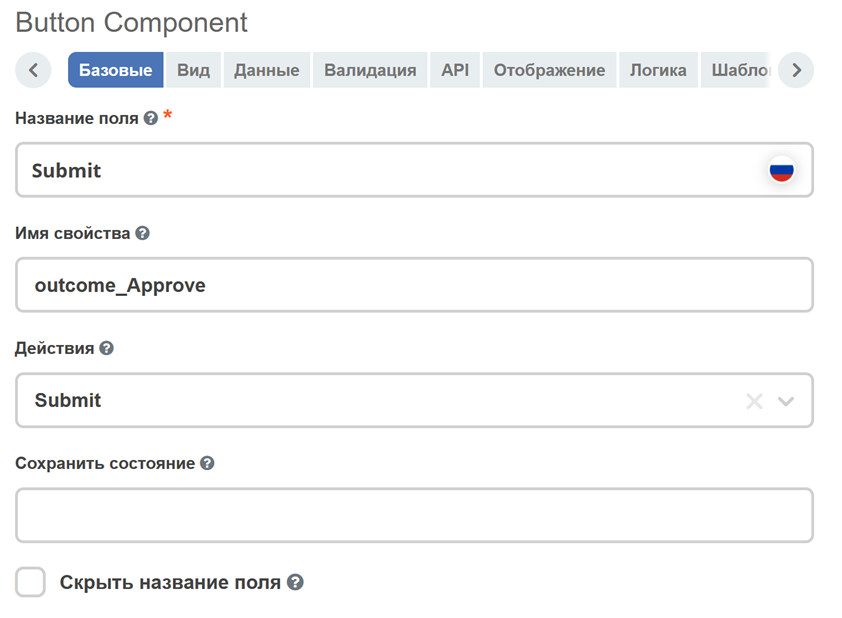 Button Component
Базовые Вид Данные Валидация API Отображение Логика Шабло
Название поля ? *
Submit
Имя свойства ?
outcome_Approve
Действия ?
Submit
Сохранить состояние ?
Скрыть название поля ?